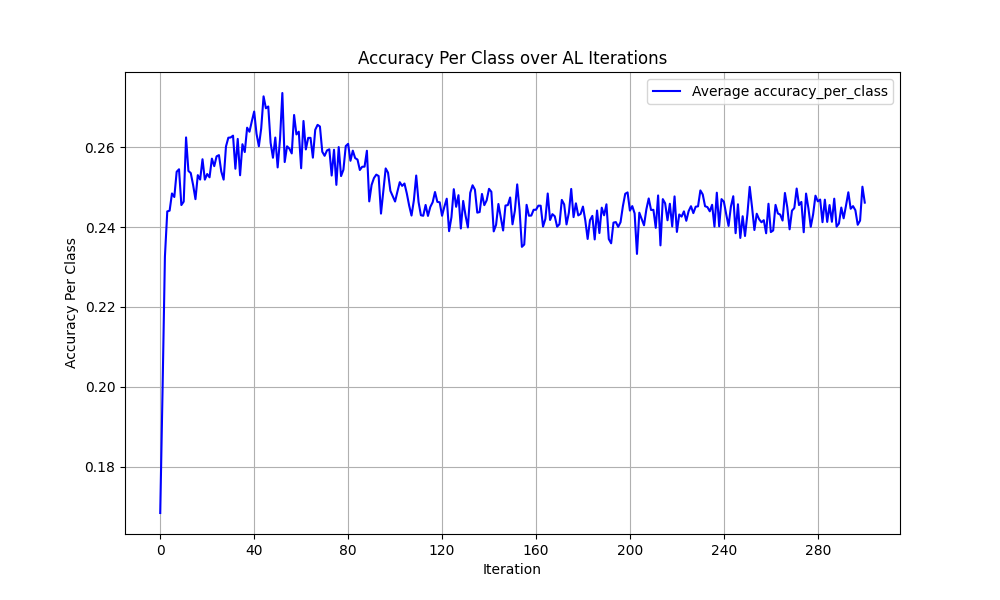 Accuracy Per Class over AL Iterations
Average accuracy_per_class
0.26
0.24
0.22
0.20
0.18
Accuracy Per Class
0 40 80 120 160 200 240 280
Iteration